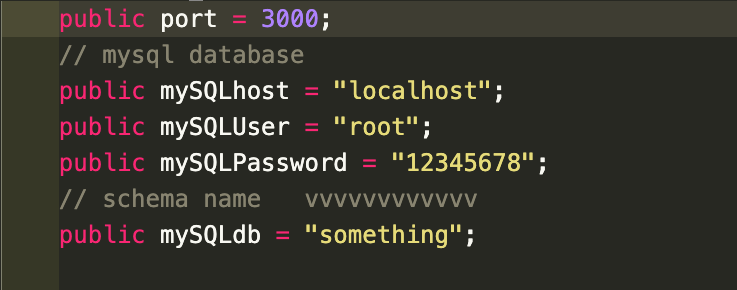 public port = 3000;
// mysql database
public mySQLhost = "localhost";
public mySQLUser = "root";
public mySQLPassword = "12345678";
// schema name   vvvvvvvvvvvv
public mySQLdb = "something";